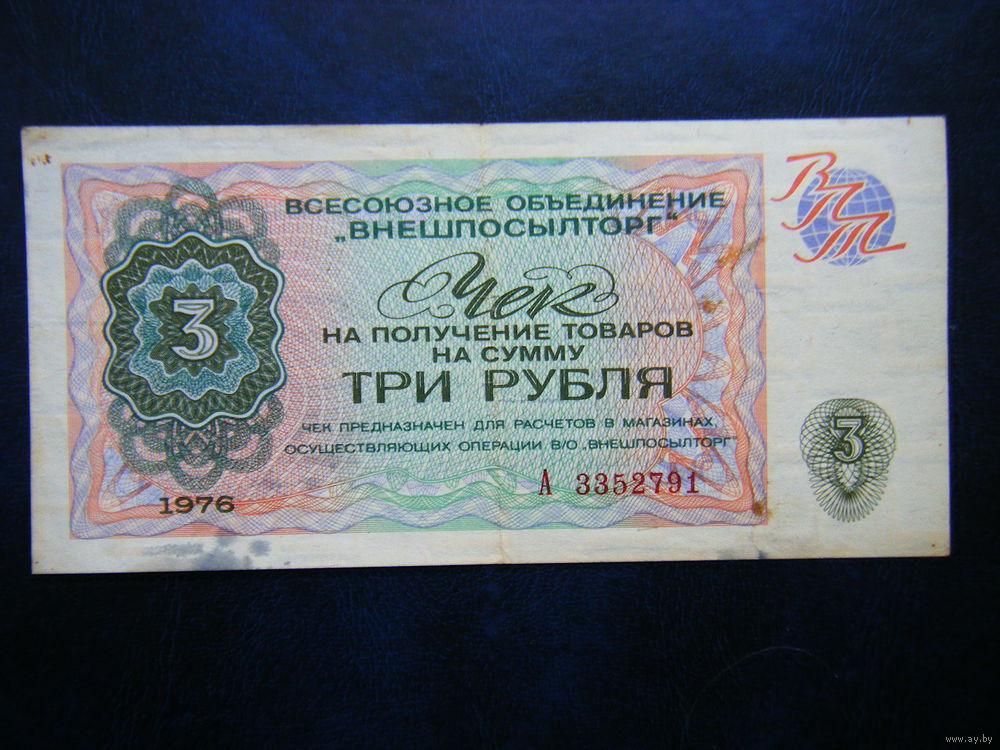 ВСЕСОЮЗНОЕ ОБЪЕДИНЕНИЕ
„ВНЕШПОСЫЛТОРГ“
ВПТ
Чек
НА ПОЛУЧЕНИЕ ТОВАРОВ
НА СУММУ
ТРИ РУБЛЯ
3
ЧЕК ПРЕДНАЗНАЧЕН ДЛЯ РАСЧЕТОВ В МАГАЗИНАХ,
ОСУЩЕСТВЛЯЮЩИХ ОПЕРАЦИИ В/О „ВНЕШПОСЫЛТОРГ“
3
А 3352791
1976
www.ay.by